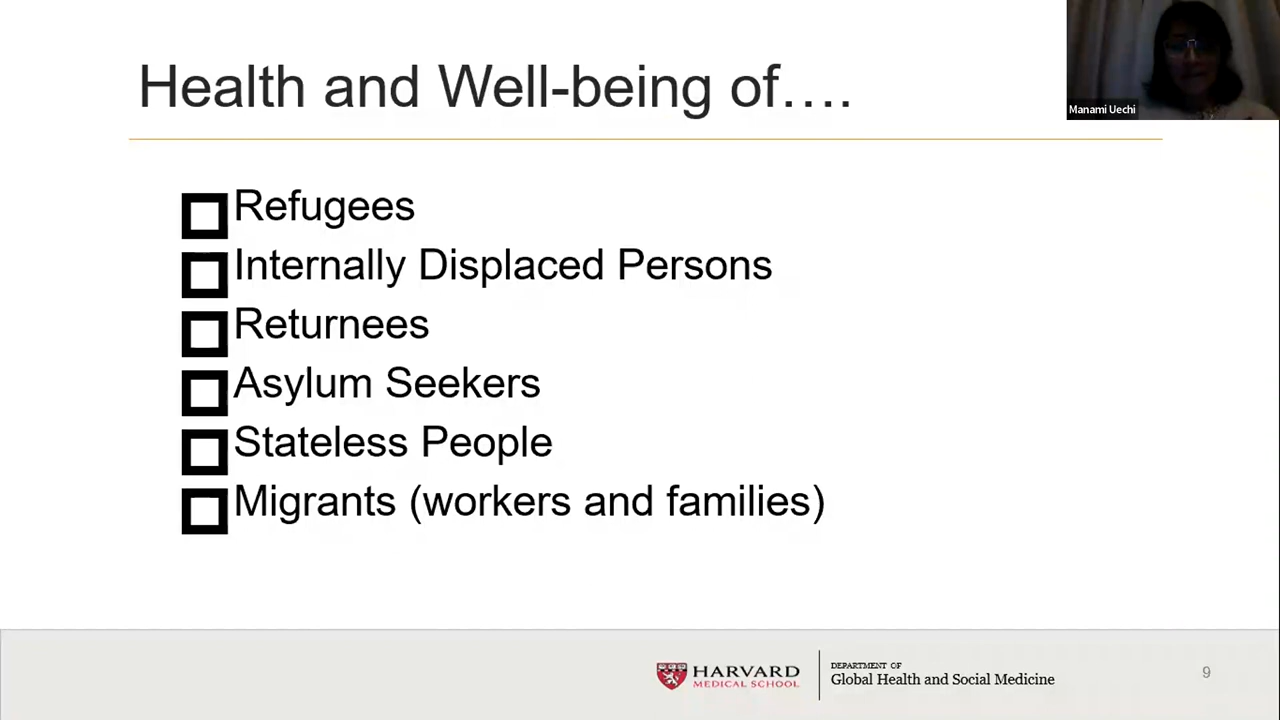 Health and Well-being of….
Manami Uechi
Refugees
Internally Displaced Persons
Returnees
Asylum Seekers
Stateless People
Migrants (workers and families)
HARVARD
MEDICAL SCHOOL
DEPARTMENT OF
Global Health and Social Medicine
9